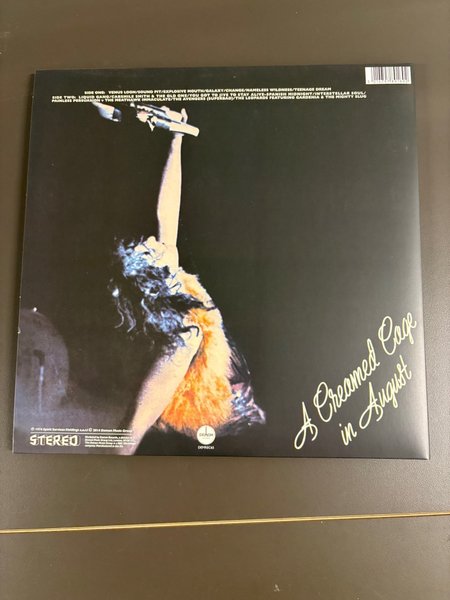 SIDE ONE: VENUS LOON/SOUND PIT/EXPLOSIVE MOUTH/GALAXY/CHANGE/NAMELESS WILDNESS/TEENAGE DREAM
SIDE TWO: LIQUID GANG/CARSMILE SMITH & THE OLD ONE/YOU GOT TO JIVE TO STAY ALIVE-SPANISH MIDNIGHT/INTERSTELLAR SOUL/
PAINLESS PERSUASION v THE MEATHAWK IMMACULATE/THE AVENGERS (SUPERBAD)/THE LEOPARDS FEATURING GARDENIA & THE MIGHTY SLUG
A Creamed Cage
in August
STEREO
DEMON